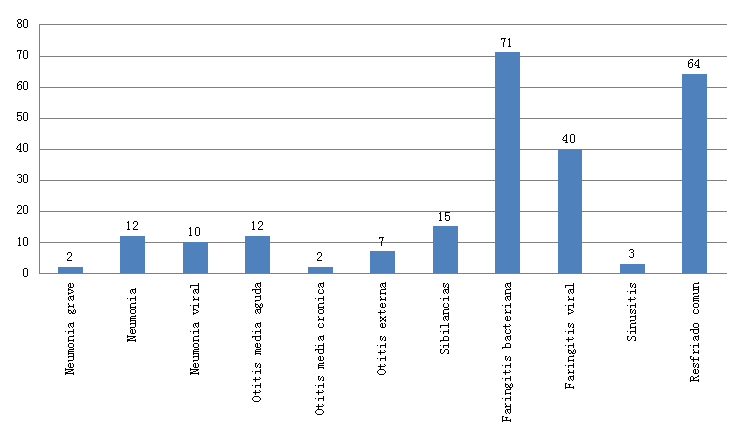 80
70
60
50
40
30
20
10
0
2
12
10
12
2
7
15
71
40
3
64
Neumonia grave
Neumonia
Neumonia viral
Otitis media aguda
Otitis media cronica
Otitis externa
Sibilancias
Faringitis bacteriana
Faringitis viral
Sinusitis
Resfriado comun